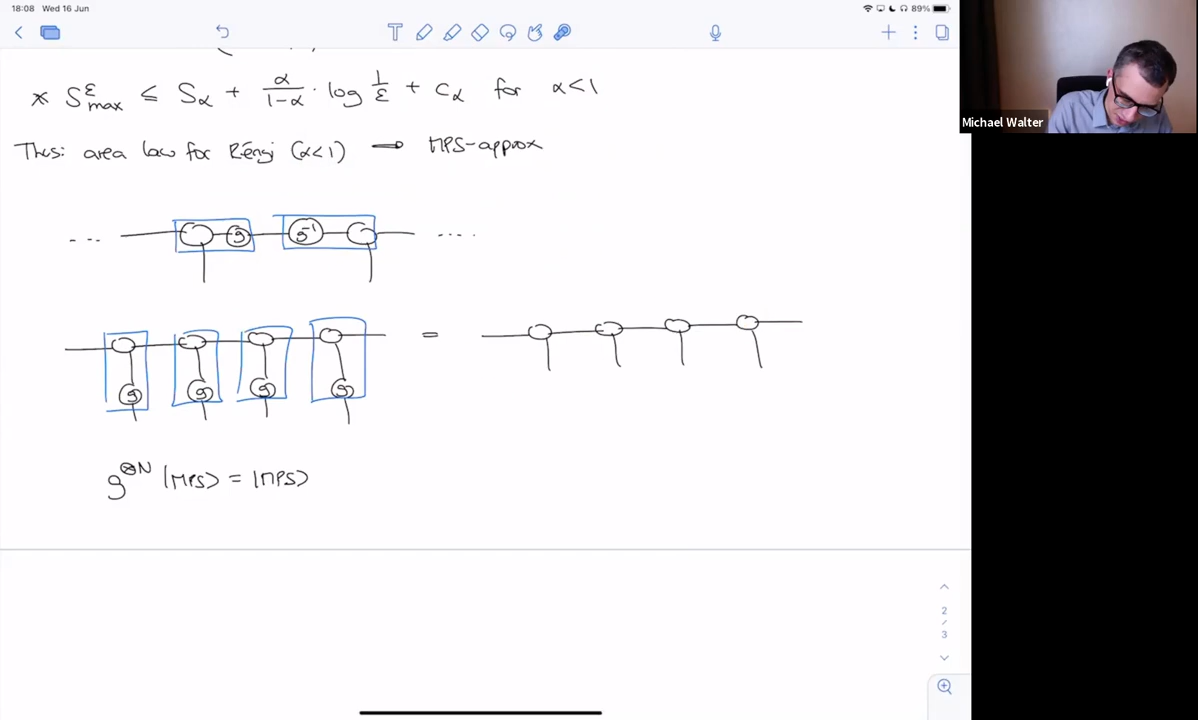 18:08 Wed 16 Jun
89%
Michael Walter
* S^ε_max ≤ S_α + α/(1-α) · log 1/ε + c_α for α<1
Thus: area law for Rényi (α<1) → MPS-approx
... g g⁻¹ ....
g g g g =
g^⊗N |MPS⟩ = |MPS⟩
2
/
3